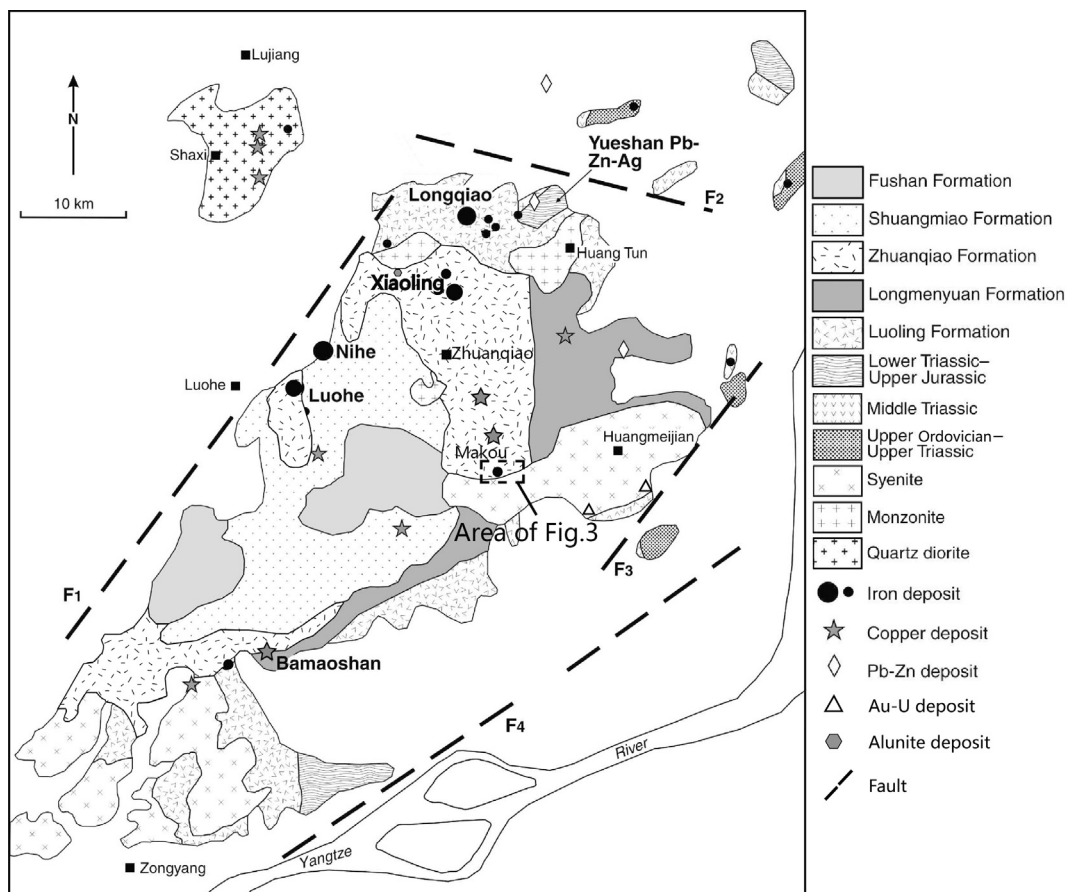 Lujiang
N
Shaxi
10 km
Yueshan Pb-
Zn-Ag
F2
Longqiao
Huang Tun
Xiaoling
Nihe
Zhuanqiao
Luohe
Luohe
Huangmeijian
Makou
Area of Fig.3
F1
F3
Bamaoshan
F4
River
Yangtze
Zongyang
Fushan Formation
Shuangmiao Formation
Zhuanqiao Formation
Longmenyuan Formation
Luoling Formation
Lower Triassic–
Upper Jurassic
Middle Triassic
Upper Ordovician–
Upper Triassic
Syenite
Monzonite
Quartz diorite
Iron deposit
Copper deposit
Pb-Zn deposit
Au-U deposit
Alunite deposit
Fault